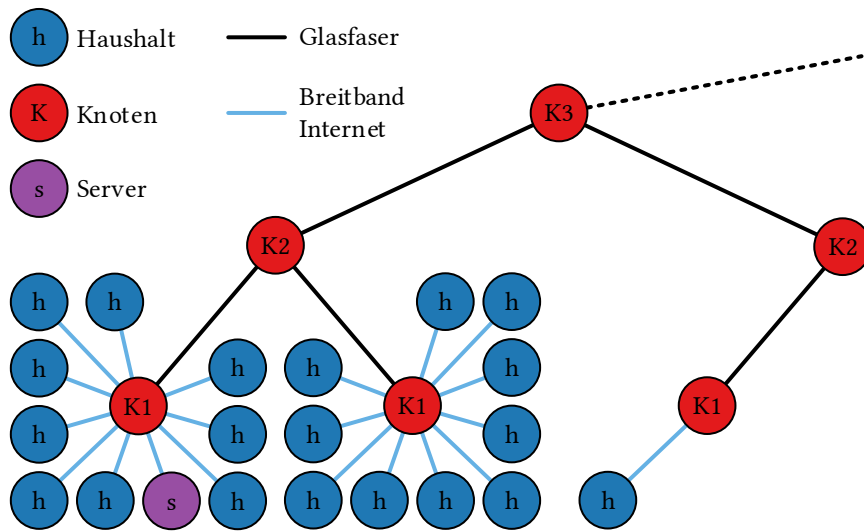 h Haushalt
Glasfaser
K Knoten
Breitband
Internet
s Server
K3
K2
K2
h h h h
h h h h
K1 K1 K1
h h h h
h h s h h h h h h